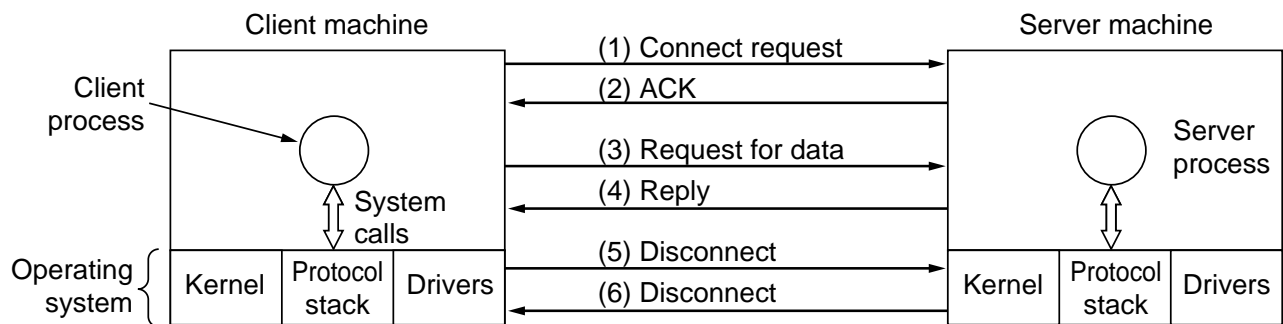 Client machine
Server machine
(1) Connect request
(2) ACK
Client
process
(3) Request for data
(4) Reply
Server
process
System
calls
Operating
system
Kernel
Protocol
stack
Drivers
(5) Disconnect
(6) Disconnect
Kernel
Protocol
stack
Drivers